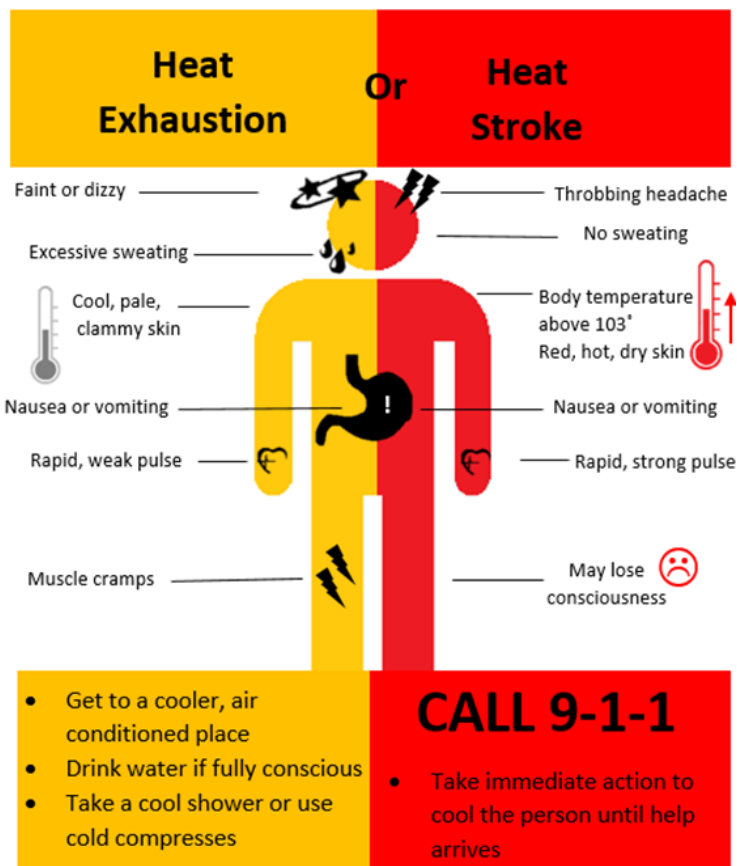 Heat
Exhaustion
Or
Heat
Stroke
Faint or dizzy
Throbbing headache
No sweating
Excessive sweating
Cool, pale,
clammy skin
Body temperature
above 103°
Red, hot, dry skin
Nausea or vomiting
!
Nausea or vomiting
Rapid, weak pulse
Rapid, strong pulse
Muscle cramps
May lose
consciousness
• Get to a cooler, air
conditioned place
• Drink water if fully conscious
• Take a cool shower or use
cold compresses
CALL 9-1-1
• Take immediate action to
cool the person until help
arrives